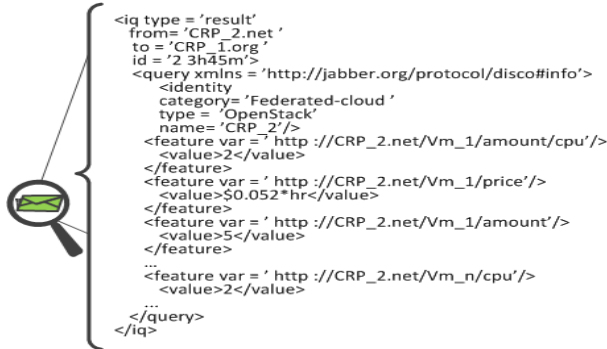 <iq type = 'result'
from= 'CRP_2.net '
to = 'CRP_1.org '
id = '2 3h45m'>
<query xmlns = 'http://jabber.org/protocol/disco#info'>
<identity
category= 'Federated-cloud '
type = 'OpenStack'
name= 'CRP_2'/>
<feature var = ' http ://CRP_2.net/Vm_1/amount/cpu'/>
<value>2</value>
</feature>
<feature var = ' http ://CRP_2.net/Vm_1/price'/>
<value>$0.052*hr</value>
</feature>
<feature var = ' http ://CRP_2.net/Vm_1/amount'/>
<value>5</value>
</feature>
...
<feature var = ' http ://CRP_2.net/Vm_n/cpu'/>
<value>2</value>
...
</query>
</iq>